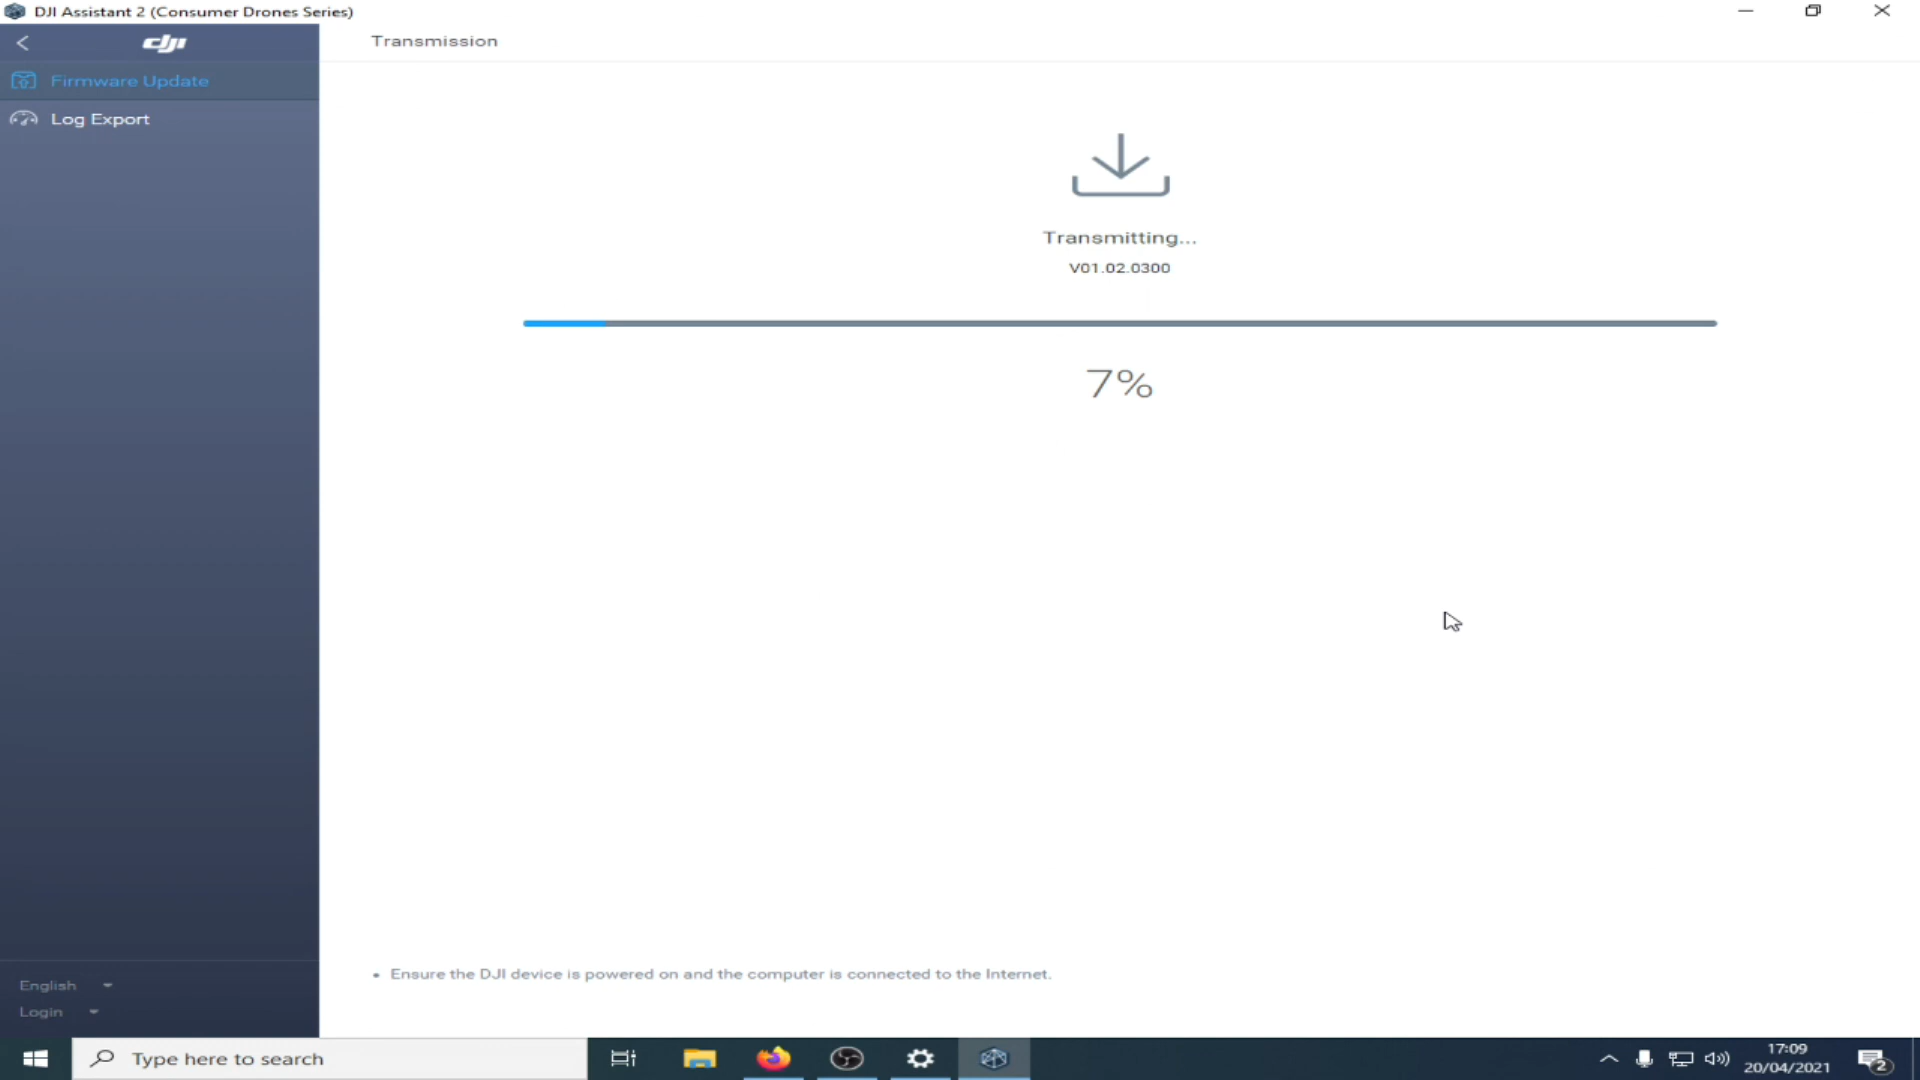 DJI Assistant 2 (Consumer Drones Series)
dji
Transmission
Firmware Update
Log Export
Transmitting...
V01.02.0300
7%
• Ensure the DJI device is powered on and the computer is connected to the Internet.
English
Login
Type here to search
17:09
20/04/2021
2